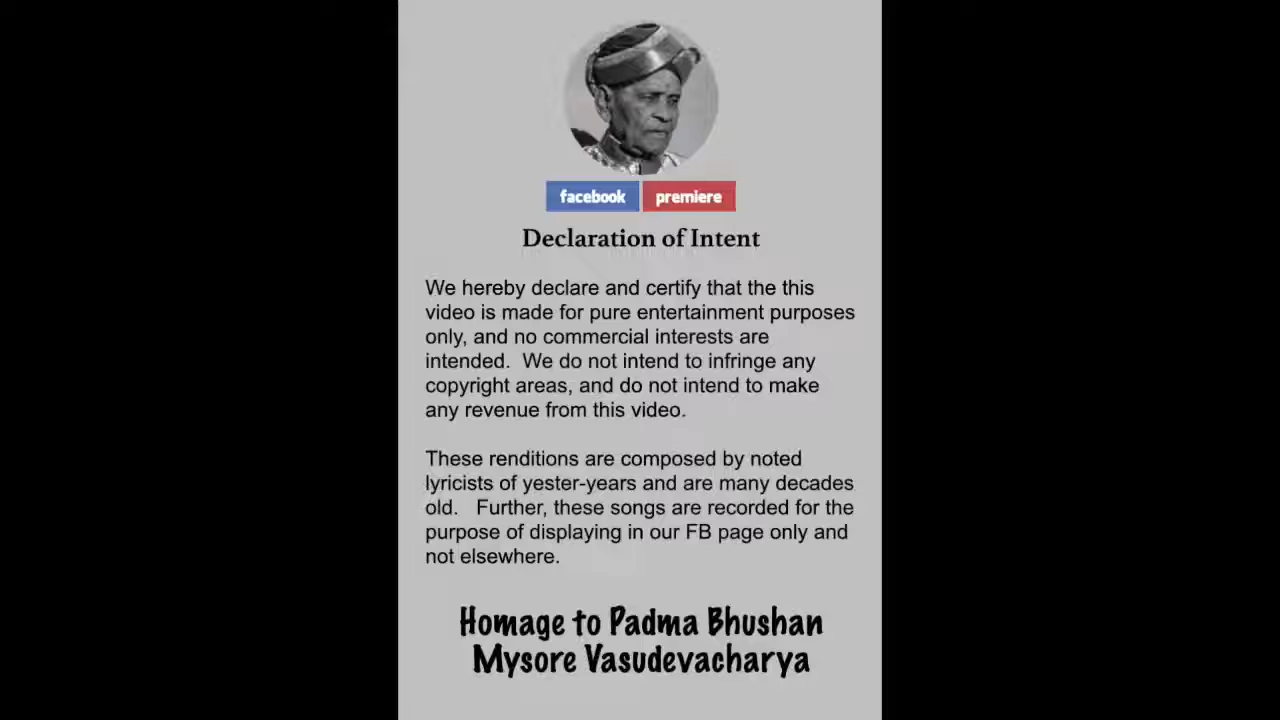 facebook premiere
Declaration of Intent
We hereby declare and certify that the this
video is made for pure entertainment purposes
only, and no commercial interests are
intended.  We do not intend to infringe any
copyright areas, and do not intend to make
any revenue from this video.
These renditions are composed by noted
lyricists of yester-years and are many decades
old.   Further, these songs are recorded for the
purpose of displaying in our FB page only and
not elsewhere.
Homage to Padma Bhushan
Mysore Vasudevacharya